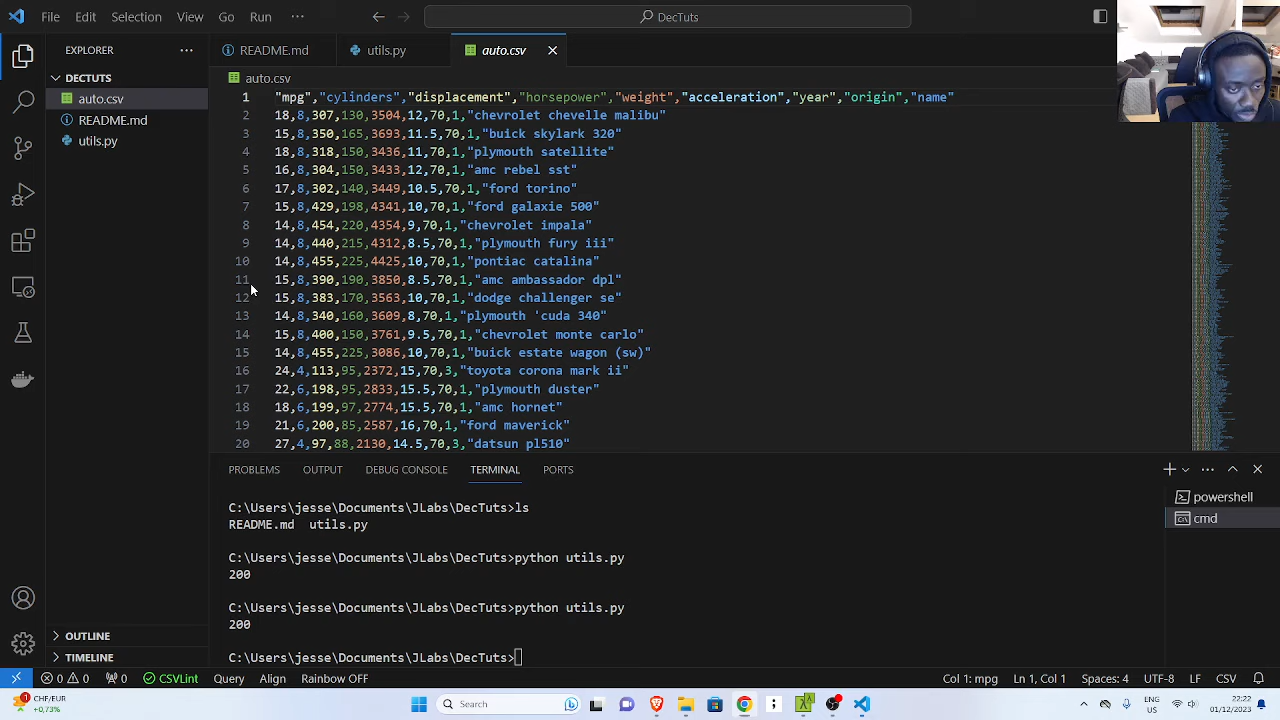 File Edit Selection View Go Run ··· DecTuts
EXPLORER ···
README.md utils.py auto.csv
DECTUTS
auto.csv
README.md
utils.py
auto.csv
1 "mpg","cylinders","displacement","horsepower","weight","acceleration","year","origin","name"
2 18,8,307,130,3504,12,70,1,"chevrolet chevelle malibu"
3 15,8,350,165,3693,11.5,70,1,"buick skylark 320"
4 18,8,318,150,3436,11,70,1,"plymouth satellite"
5 16,8,304,150,3433,12,70,1,"amc rebel sst"
6 17,8,302,140,3449,10.5,70,1,"ford torino"
7 15,8,429,198,4341,10,70,1,"ford galaxie 500"
8 14,8,454,220,4354,9,70,1,"chevrolet impala"
9 14,8,440,215,4312,8.5,70,1,"plymouth fury iii"
10 14,8,455,225,4425,10,70,1,"pontiac catalina"
11 15,8,390,190,3850,8.5,70,1,"amc ambassador dpl"
12 15,8,383,170,3563,10,70,1,"dodge challenger se"
13 14,8,340,160,3609,8,70,1,"plymouth 'cuda 340"
14 15,8,400,150,3761,9.5,70,1,"chevrolet monte carlo"
15 14,8,455,225,3086,10,70,1,"buick estate wagon (sw)"
16 24,4,113,95,2372,15,70,3,"toyota corona mark ii"
17 22,6,198,95,2833,15.5,70,1,"plymouth duster"
18 18,6,199,97,2774,15.5,70,1,"amc hornet"
19 21,6,200,85,2587,16,70,1,"ford maverick"
20 27,4,97,88,2130,14.5,70,3,"datsun pl510"
PROBLEMS OUTPUT DEBUG CONSOLE TERMINAL PORTS
C:\Users\jesse\Documents\JLabs\DecTuts>ls
README.md utils.py
C:\Users\jesse\Documents\JLabs\DecTuts>python utils.py
200
C:\Users\jesse\Documents\JLabs\DecTuts>python utils.py
200
C:\Users\jesse\Documents\JLabs\DecTuts>
powershell
cmd
OUTLINE
TIMELINE
0 0 0 CSVLint Query Align Rainbow OFF Col 1: mpg Ln 1, Col 1 Spaces: 4 UTF-8 LF CSV
1 CHF/EUR
+0,73%
Search
ENG
US
22:22
01/12/2023